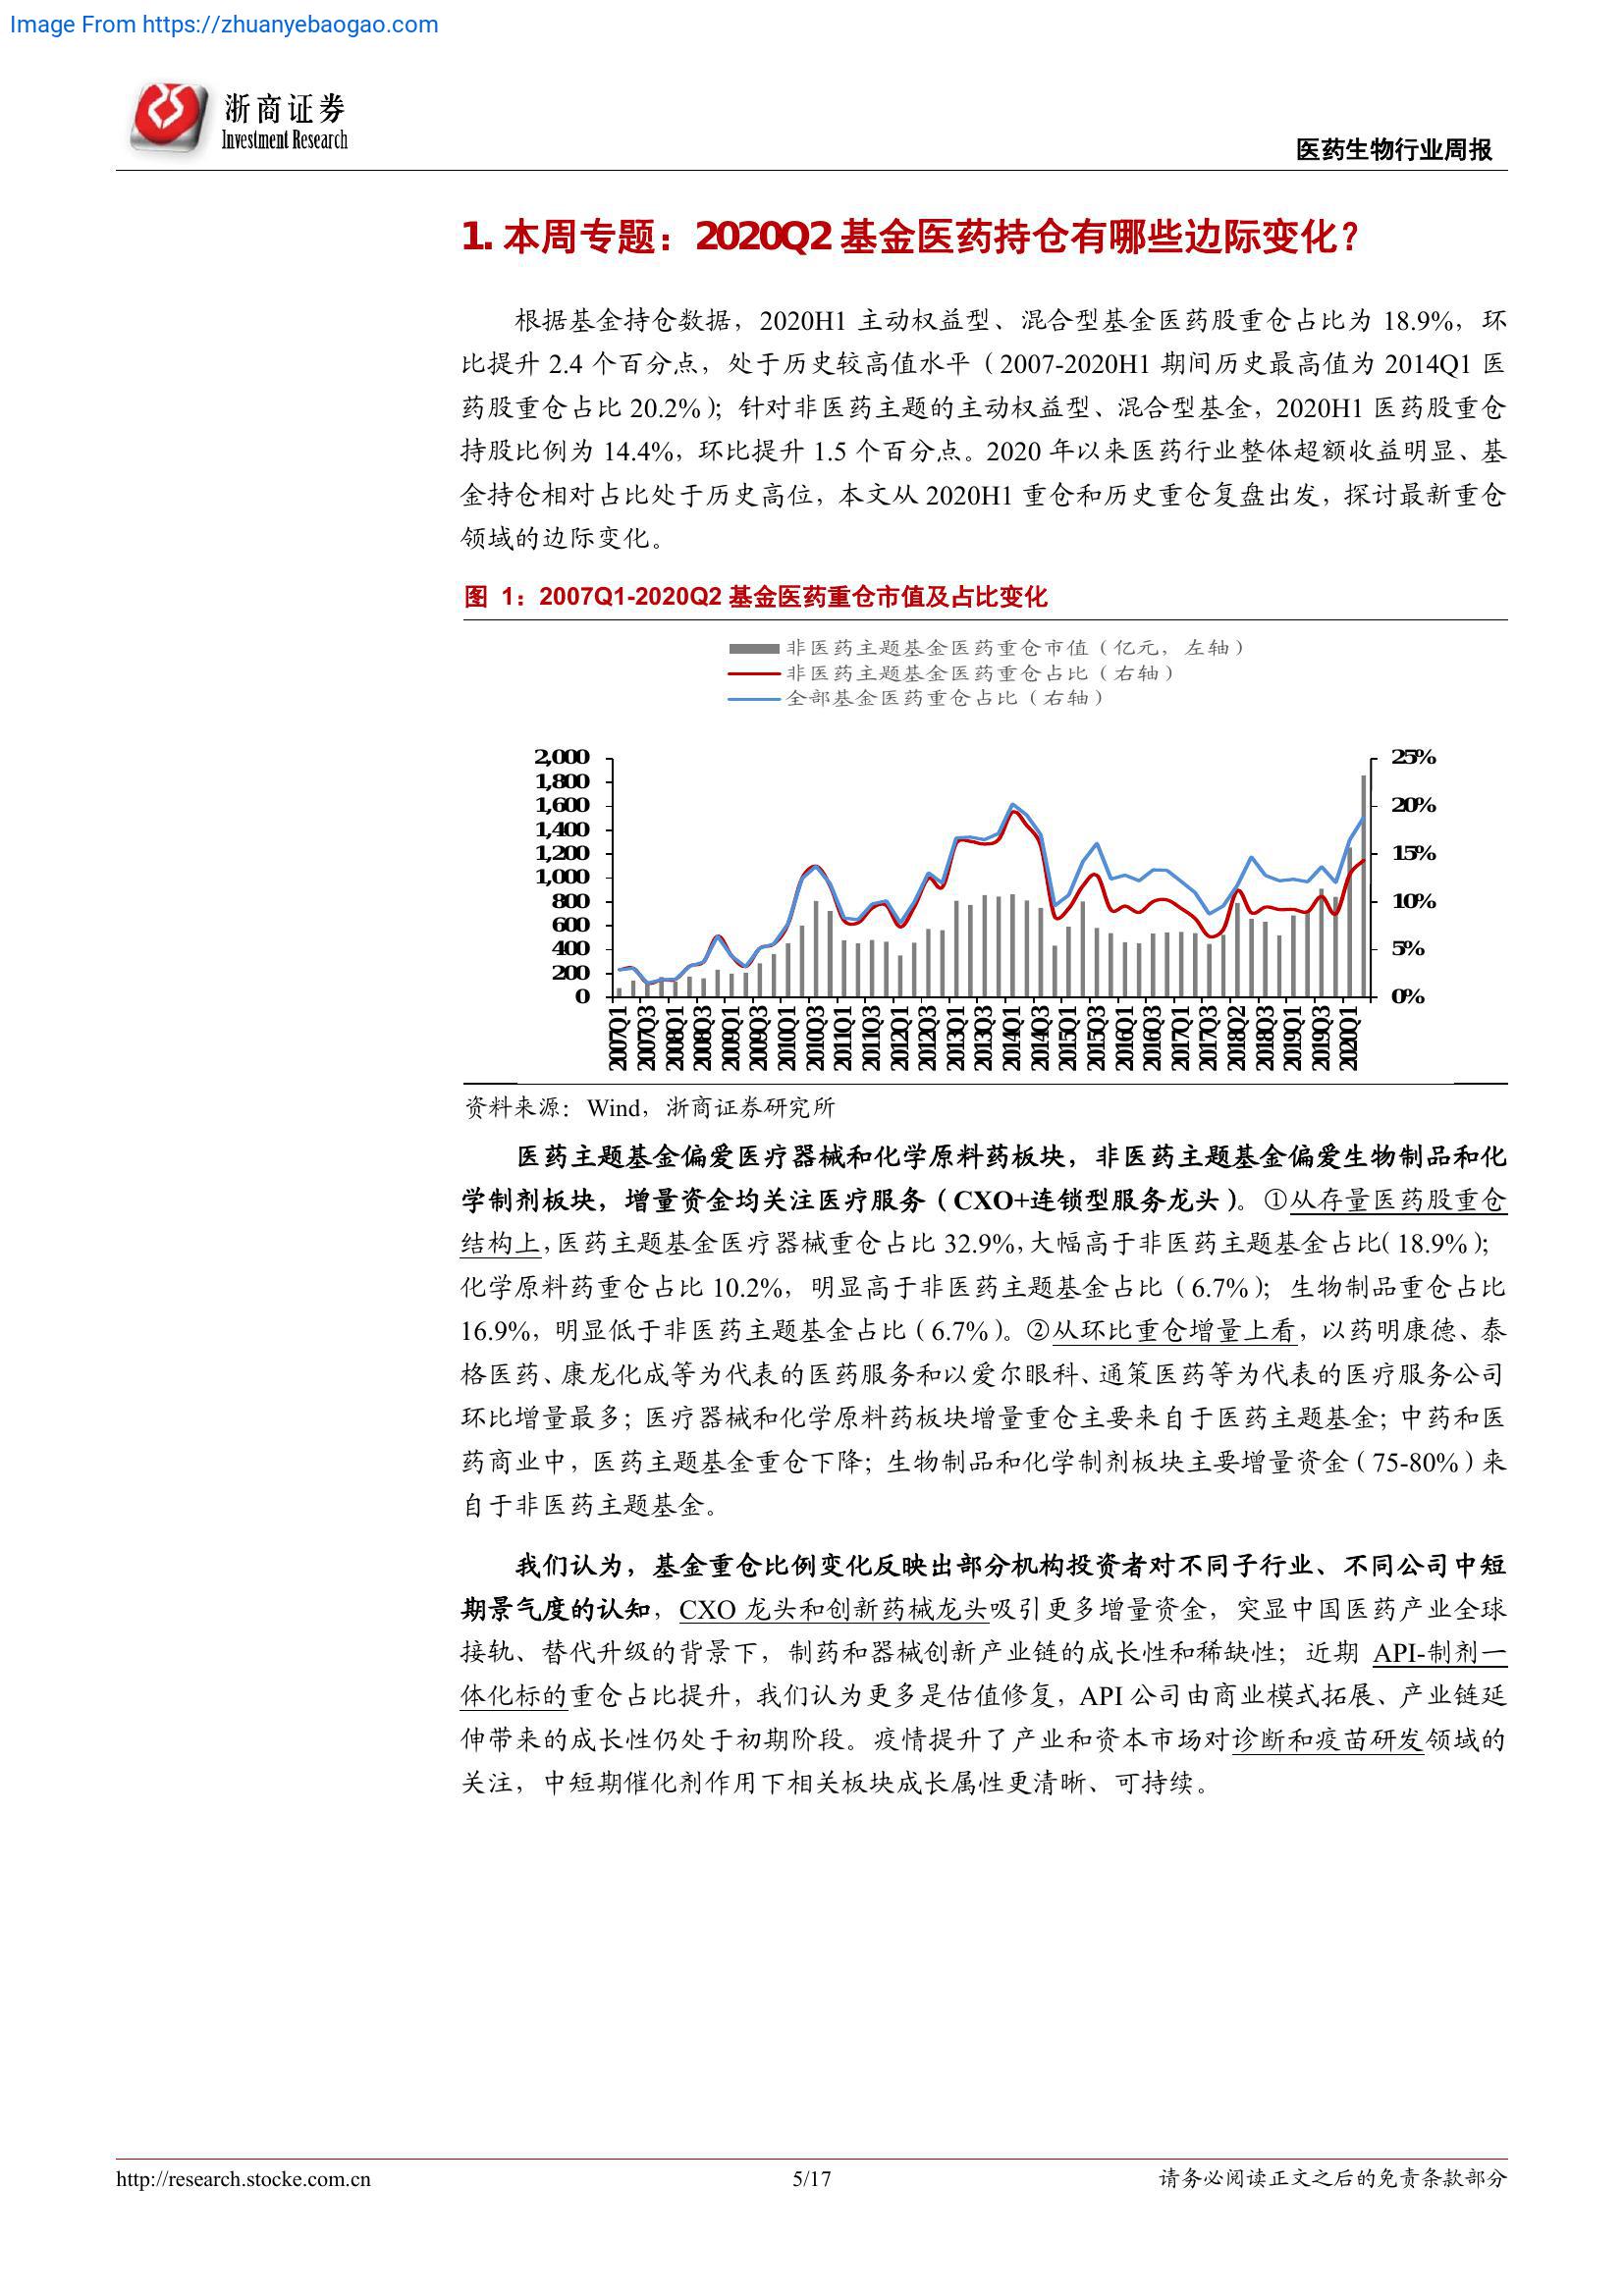 Image From https://zhuanyebaogao.com
浙商证券
Investment Research
医药生物行业周报
1. 本周专题：2020Q2 基金医药持仓有哪些边际变化？
根据基金持仓数据，2020H1 主动权益型、混合型基金医药股重仓占比为 18.9%，环
比提升 2.4 个百分点，处于历史较高值水平（2007-2020H1 期间历史最高值为 2014Q1 医
药股重仓占比 20.2%）；针对非医药主题的主动权益型、混合型基金，2020H1 医药股重仓
持股比例为 14.4%，环比提升 1.5 个百分点。2020 年以来医药行业整体超额收益明显、基
金持仓相对占比处于历史高位，本文从 2020H1 重仓和历史重仓复盘出发，探讨最新重仓
领域的边际变化。
图 1：2007Q1-2020Q2 基金医药重仓市值及占比变化
非医药主题基金医药重仓市值（亿元，左轴）
非医药主题基金医药重仓占比（右轴）
全部基金医药重仓占比（右轴）
2,000
1,800
1,600
1,400
1,200
1,000
800
600
400
200
0
25%
20%
15%
10%
5%
0%
2007Q1
2007Q3
2008Q1
2008Q3
2009Q1
2009Q3
2010Q1
2010Q3
2011Q1
2011Q3
2012Q1
2012Q3
2013Q1
2013Q3
2014Q1
2014Q3
2015Q1
2015Q3
2016Q1
2016Q3
2017Q1
2017Q3
2018Q2
2018Q3
2019Q1
2019Q3
2020Q1
资料来源：Wind，浙商证券研究所
医药主题基金偏爱医疗器械和化学原料药板块，非医药主题基金偏爱生物制品和化
学制剂板块，增量资金均关注医疗服务（CXO+连锁型服务龙头）。①从存量医药股重仓
结构上，医药主题基金医疗器械重仓占比 32.9%，大幅高于非医药主题基金占比（18.9%）；
化学原料药重仓占比 10.2%，明显高于非医药主题基金占比（6.7%）；生物制品重仓占比
16.9%，明显低于非医药主题基金占比（6.7%）。②从环比重仓增量上看，以药明康德、泰
格医药、康龙化成等为代表的医药服务和以爱尔眼科、通策医药等为代表的医疗服务公司
环比增量最多；医疗器械和化学原料药板块增量重仓主要来自于医药主题基金；中药和医
药商业中，医药主题基金重仓下降；生物制品和化学制剂板块主要增量资金（75-80%）来
自于非医药主题基金。
我们认为，基金重仓比例变化反映出部分机构投资者对不同子行业、不同公司中短
期景气度的认知，CXO 龙头和创新药械龙头吸引更多增量资金，突显中国医药产业全球
接轨、替代升级的背景下，制药和器械创新产业链的成长性和稀缺性；近期 API-制剂一
体化标的重仓占比提升，我们认为更多是估值修复，API 公司由商业模式拓展、产业链延
伸带来的成长性仍处于初期阶段。疫情提升了产业和资本市场对诊断和疫苗研发领域的
关注，中短期催化剂作用下相关板块成长属性更清晰、可持续。
http://research.stocke.com.cn
5/17
请务必阅读正文之后的免责条款部分